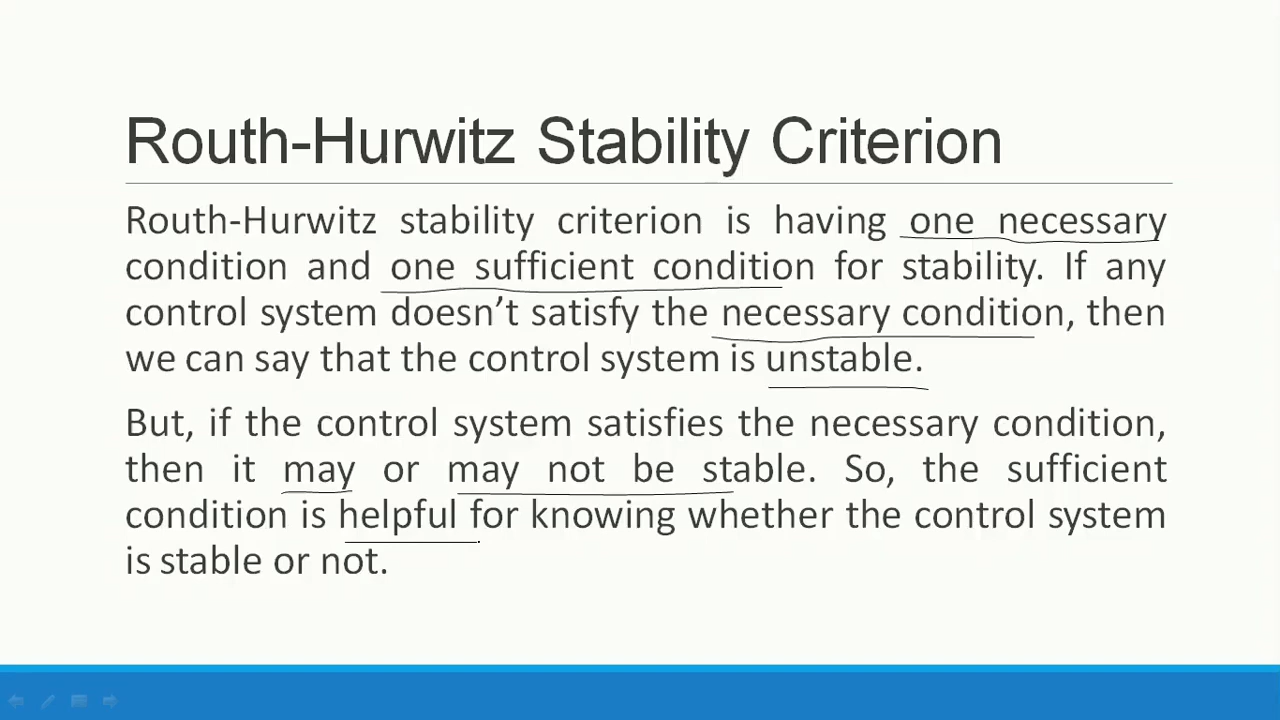 Routh-Hurwitz Stability Criterion
Routh-Hurwitz stability criterion is having one necessary
condition and one sufficient condition for stability. If any
control system doesn’t satisfy the necessary condition, then
we can say that the control system is unstable.
But, if the control system satisfies the necessary condition,
then it may or may not be stable. So, the sufficient
condition is helpful for knowing whether the control system
is stable or not.